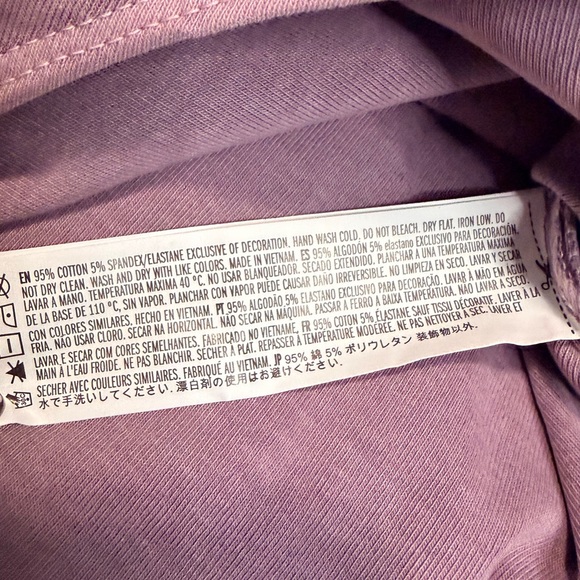 EN 95% COTTON 5% SPANDEX/ELASTANE EXCLUSIVE OF DECORATION. HAND WASH COLD. DO NOT BLEACH. DRY FLAT. IRON LOW. DO
NOT DRY CLEAN. WASH AND DRY WITH LIKE COLORS. MADE IN VIETNAM. ES 95% ALGODÓN 5% elastano EXCLUSIVO PARA DECORACIÓN.
LAVAR A MANO. TEMPERATURA MÁXIMA 40 °C. NO USAR BLANQUEADOR. SECADO EXTENDIDO. PLANCHAR A UNA TEMPERATURA MÁXIMA
DE LA BASE DE 110 °C, SIN VAPOR. PLANCHAR CON VAPOR PUEDE CAUSAR DAÑO IRREVERSIBLE. NO LIMPIEZA EN SECO. LAVAR Y SECAR
CON COLORES SIMILARES. HECHO EN VIETNAM. PT 95% ALGODÃO 5% ELASTANO EXCLUSIVO PARA DECORAÇÃO. LAVAR À MÃO EM ÁGUA
FRIA. NÃO USAR CLORO. SECAR NA HORIZONTAL. NÃO SECAR NA MÁQUINA. PASSAR A FERRO À BAIXA TEMPERATURA. NÃO LAVAR A SECO.
LAVAR E SECAR COM CORES SEMELHANTES. FABRICADO NO VIETNAME. FR 95% COTON 5% ÉLASTANE SAUF TISSU DÉCORATIF. LAVER À LA
MAIN À L'EAU FROIDE. NE PAS BLANCHIR. SÉCHER À PLAT. REPASSER À TEMPÉRATURE MODÉRÉE. NE PAS NETTOYER À SEC. LAVER ET
SÉCHER AVEC COULEURS SIMILAIRES. FABRIQUÉ AU VIETNAM. JP 95% 綿 5% ポリウレタン 装飾物以外.
水で手洗いしてください. 漂白剤の使用はお避けください.